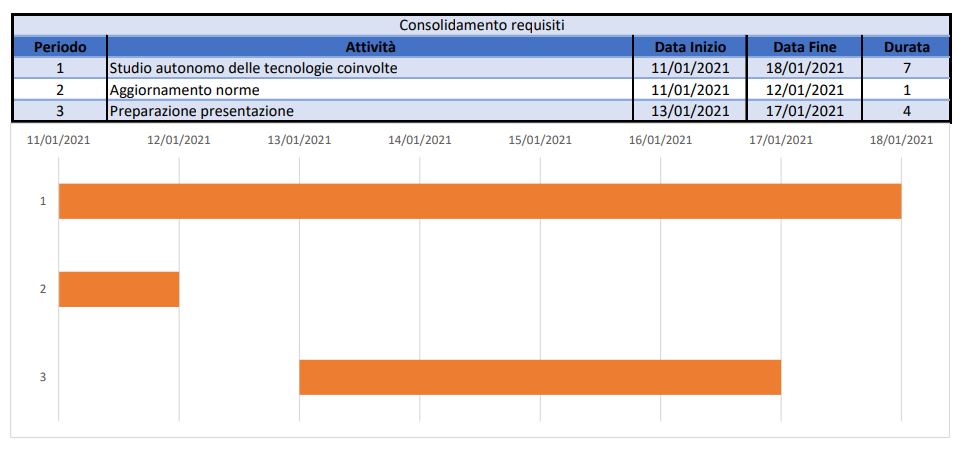 Consolidamento requisiti
Periodo Attività Data Inizio Data Fine Durata
1 Studio autonomo delle tecnologie coinvolte 11/01/2021 18/01/2021 7
2 Aggiornamento norme 11/01/2021 12/01/2021 1
3 Preparazione presentazione 13/01/2021 17/01/2021 4
11/01/2021 12/01/2021 13/01/2021 14/01/2021 15/01/2021 16/01/2021 17/01/2021 18/01/2021
1
2
3